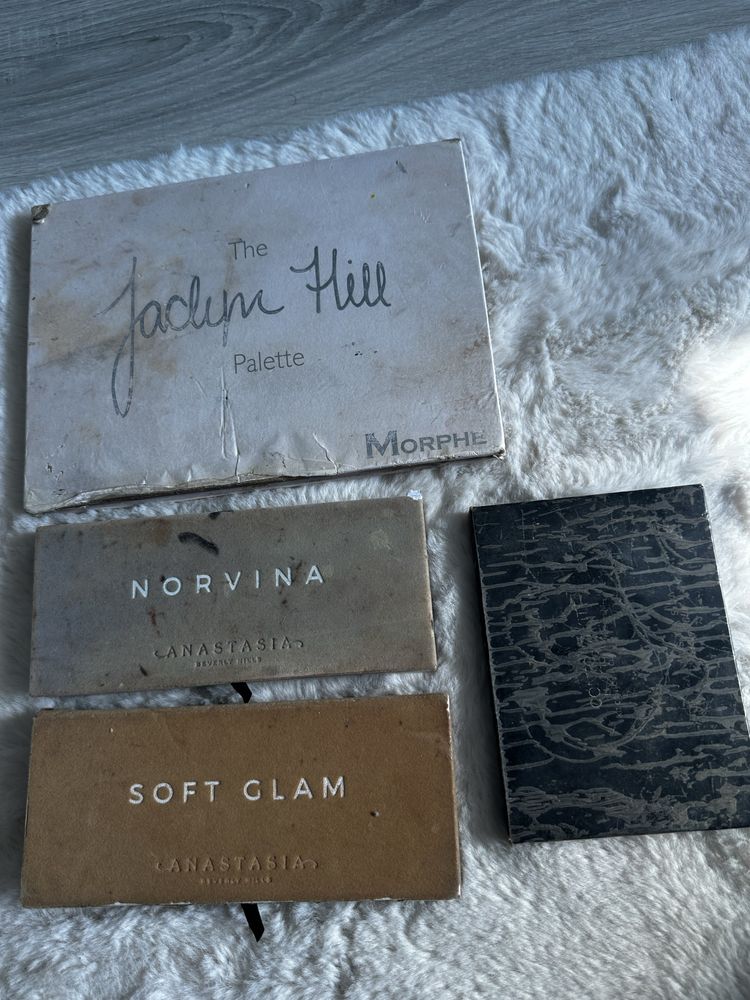 The
Jaclyn Hill
Palette
MORPHE
NORVINA
ANASTASIA
BEVERLY HILLS
SOFT GLAM
ANASTASIA
BEVERLY HILLS